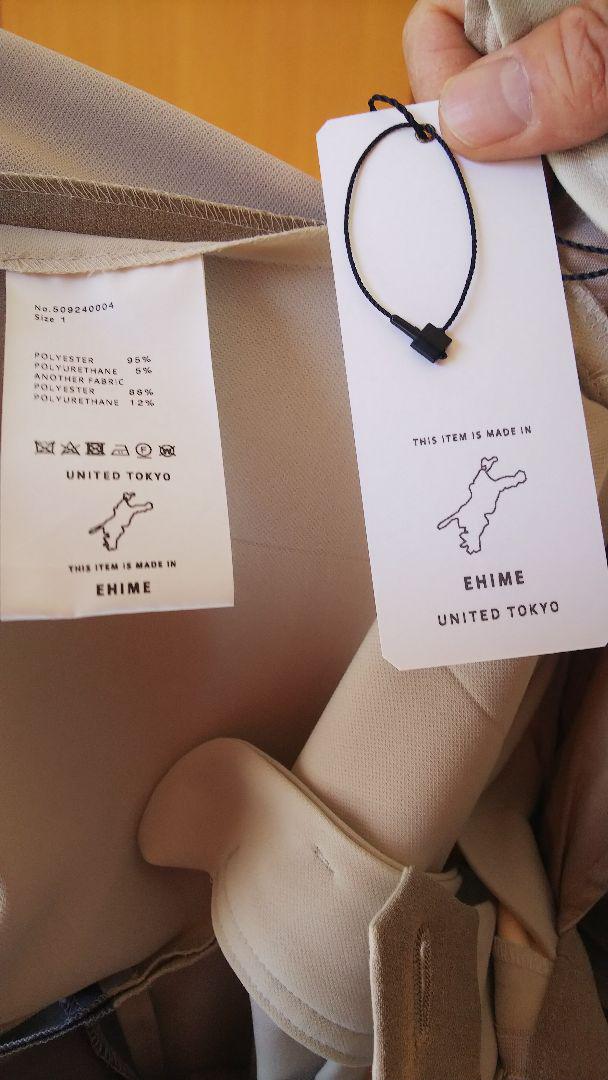 No.509240004
Size 1
POLYESTER 95%
POLYURETHANE 5%
ANOTHER FABRIC
POLYESTER 88%
POLYURETHANE 12%
UNITED TOKYO
THIS ITEM IS MADE IN
EHIME
THIS ITEM IS MADE IN
EHIME
UNITED TOKYO